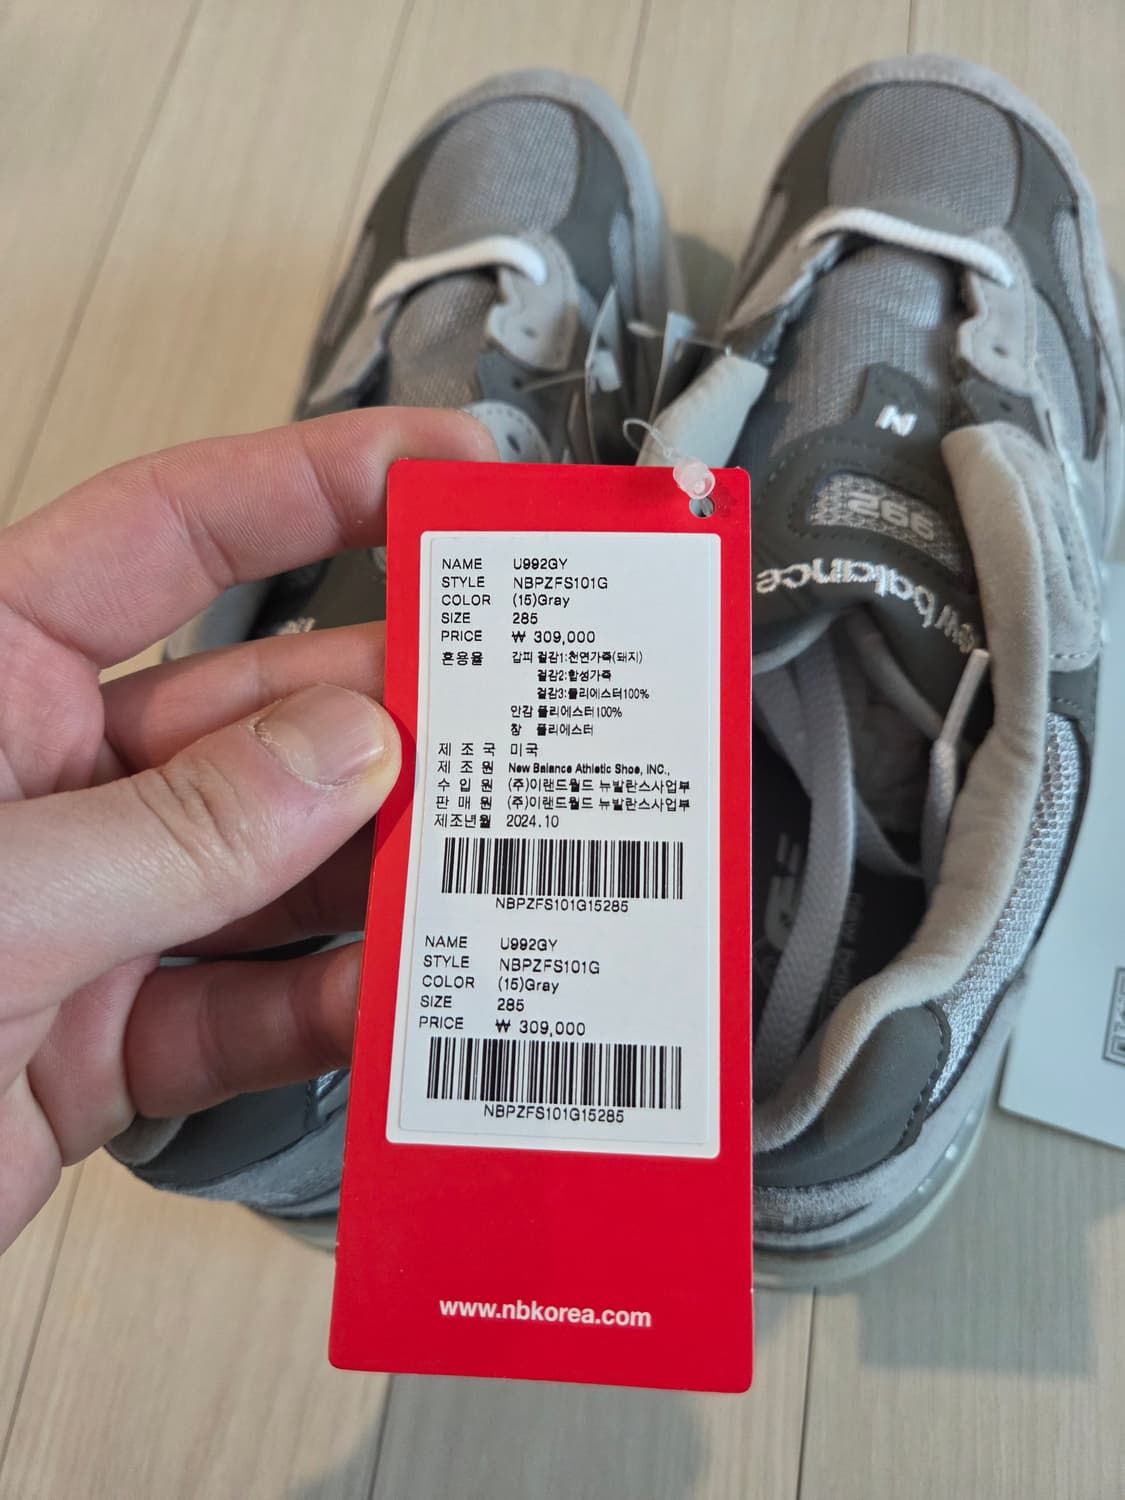 N
992
new balance
NAME U992GY
STYLE NBPZFS101G
COLOR (15)Gray
SIZE 285
PRICE ₩ 309,000
혼용율 갑피 겉감1:천연가죽(돼지)
겉감2:합성가죽
겉감3:폴리에스터100%
안감 폴리에스터100%
창 폴리에스터
제 조 국 미국
제 조 원 New Balance Athletic Shoe, INC.,
수 입 원 (주)이랜드월드 뉴발란스사업부
판 매 원 (주)이랜드월드 뉴발란스사업부
제조년월 2024.10
NBPZFS101G15285
NAME U992GY
STYLE NBPZFS101G
COLOR (15)Gray
SIZE 285
PRICE ₩ 309,000
NBPZFS101G15285
www.nbkorea.com